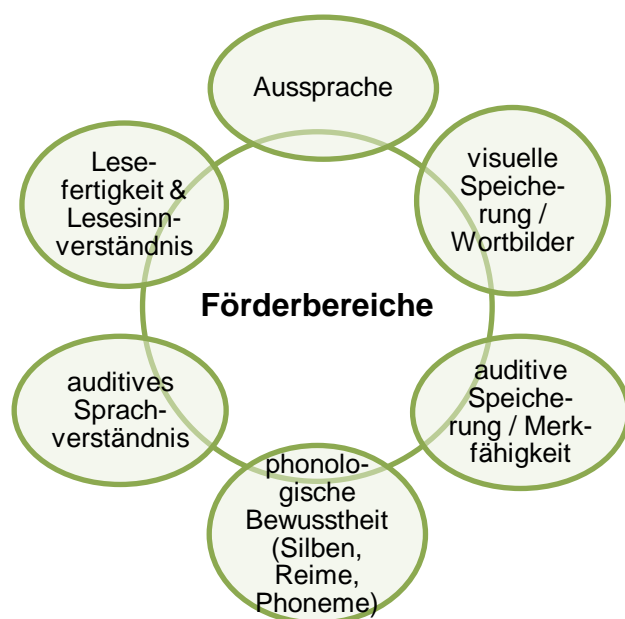 Aussprache
visuelle
Speiche-
rung /
Wortbilder
auditive
Speiche-
rung / Merk-
fähigkeit
phonolo-
gische
Bewusstheit
(Silben,
Reime,
Phoneme)
auditives
Sprach-
verständnis
Lese-
fertigkeit &
Lesesinn-
verständnis
Förderbereiche